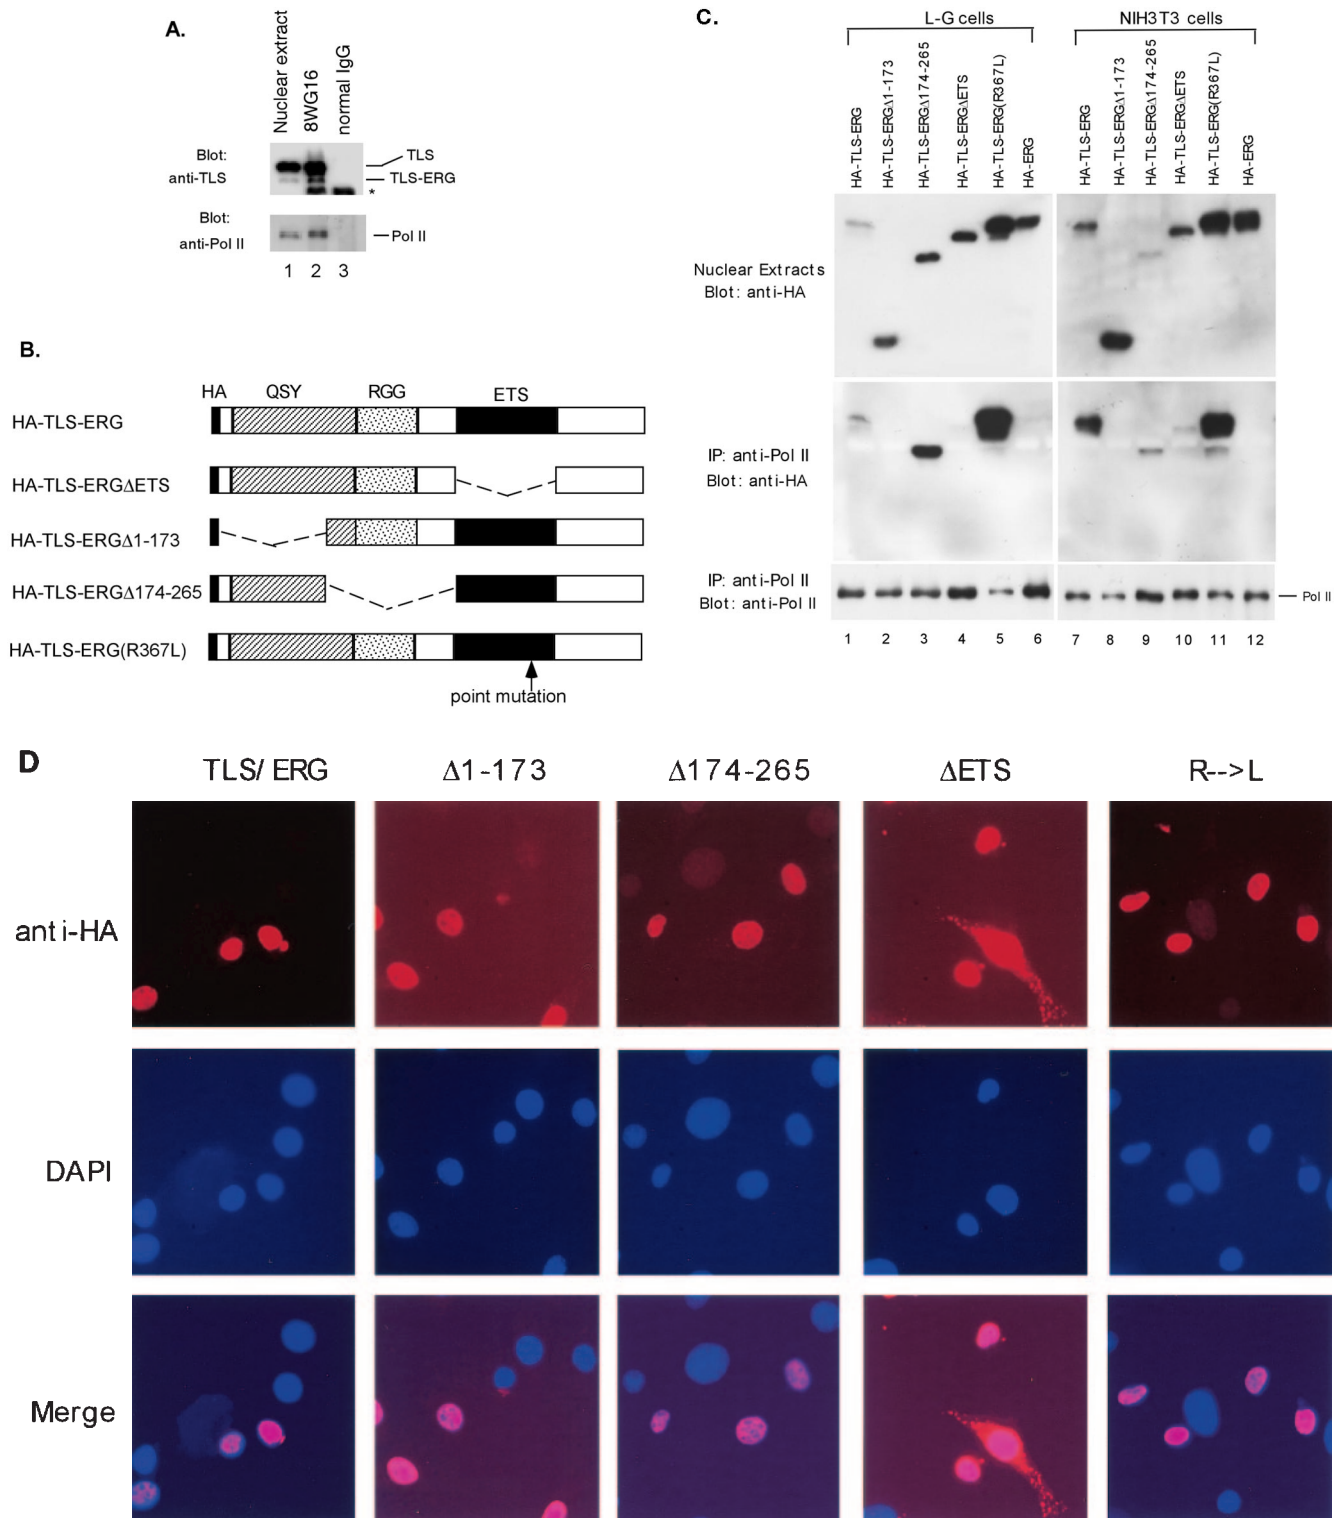 A.
Nuclear extract
8WG16
normal IgG
Blot:
anti-TLS
TLS
TLS-ERG
*
Blot:
anti-Pol II
Pol II
1 2 3
B.
HA QSY RGG ETS
HA-TLS-ERG
HA-TLS-ERGΔETS
HA-TLS-ERGΔ1-173
HA-TLS-ERGΔ174-265
HA-TLS-ERG(R367L)
point mutation
C.
L-G cells
NIH3T3 cells
HA-TLS-ERG
HA-TLS-ERGΔ1-173
HA-TLS-ERGΔ174-265
HA-TLS-ERGΔETS
HA-TLS-ERG(R367L)
HA-ERG
HA-TLS-ERG
HA-TLS-ERGΔ1-173
HA-TLS-ERGΔ174-265
HA-TLS-ERGΔETS
HA-TLS-ERG(R367L)
HA-ERG
Nuclear Extracts
Blot: anti-HA
IP: anti-Pol II
Blot: anti-HA
IP: anti-Pol II
Blot: anti-Pol II
Pol II
1 2 3 4 5 6 7 8 9 10 11 12
D
TLS/ERG Δ1-173 Δ174-265 ΔETS R-->L
anti-HA
DAPI
Merge